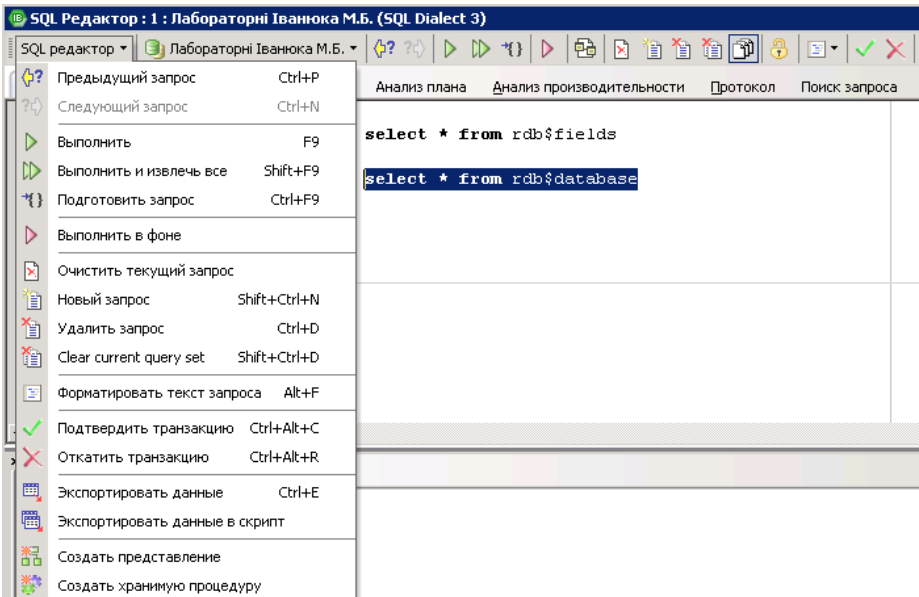 SQL Редактор : 1 : Лабораторні Іванюка М.Б. (SQL Dialect 3)
SQL редактор Лабораторні Іванюка М.Б.
Предыдущий запрос Ctrl+P
Следующий запрос Ctrl+N
Выполнить F9
Выполнить и извлечь все Shift+F9
Подготовить запрос Ctrl+F9
Выполнить в фоне
Очистить текущий запрос
Новый запрос Shift+Ctrl+N
Удалить запрос Ctrl+D
Clear current query set Shift+Ctrl+D
Форматировать текст запроса Alt+F
Подтвердить транзакцию Ctrl+Alt+C
Откатить транзакцию Ctrl+Alt+R
Экспортировать данные Ctrl+E
Экспортировать данные в скрипт
Создать представление
Создать хранимую процедуру
Анализ плана Анализ производительности Протокол Поиск запроса
select * from rdb$fields
select * from rdb$database